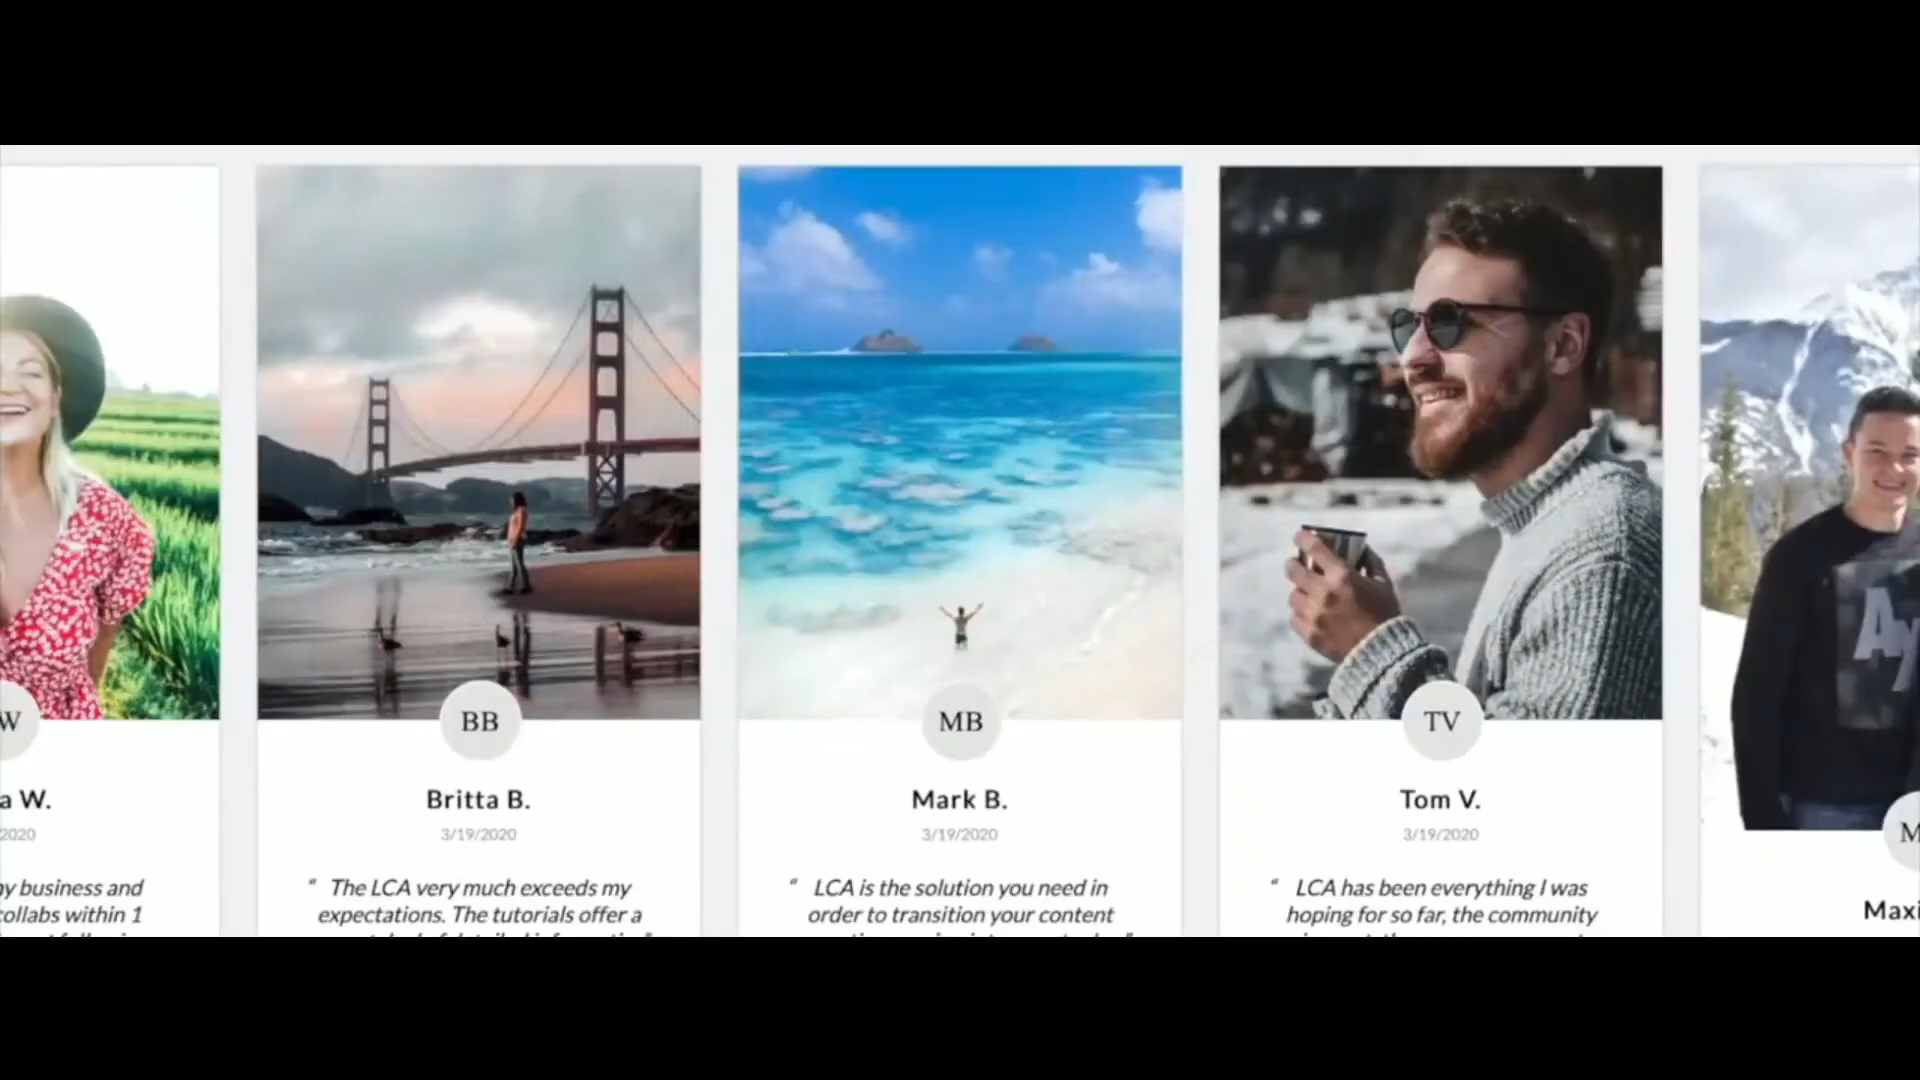 W
a W.
2020
y business and
collabs within 1
BB
Britta B.
3/19/2020
“ The LCA very much exceeds my
expectations. The tutorials offer a
MB
Mark B.
3/19/2020
“ LCA is the solution you need in
order to transition your content
TV
Tom V.
3/19/2020
“ LCA has been everything I was
hoping for so far, the community
M
Maxi